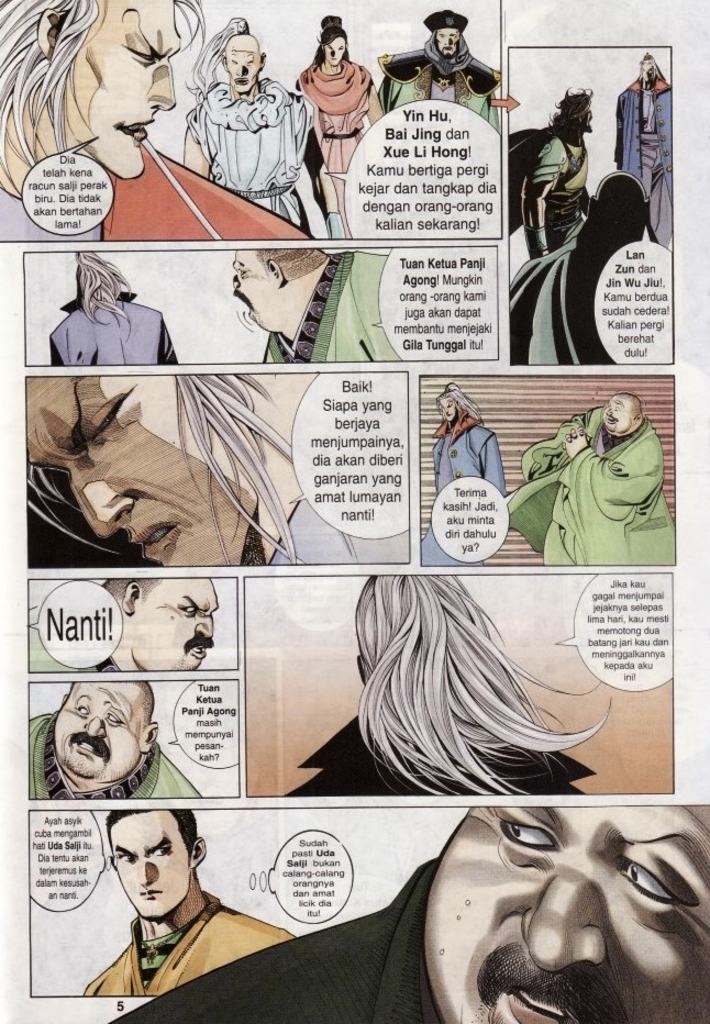 Dia
telah kena
racun salji perak
biru. Dia tidak
akan bertahan
lama!
Yin Hu,
Bai Jing dan
Xue Li Hong!
Kamu bertiga pergi
kejar dan tangkap dia
dengan orang-orang
kalian sekarang!
Lan
Zun dan
Jin Wu Jiu!,
Kamu berdua
sudah cedera!
Kalian pergi
berehat
dulu!
Tuan Ketua Panji
Agong! Mungkin
orang -orang kami
juga akan dapat
membantu menjejaki
Gila Tunggal itu!
Baik!
Siapa yang
berjaya
menjumpainya,
dia akan diberi
ganjaran yang
amat lumayan
nanti!
Terima
kasih! Jadi,
aku minta
diri dahulu
ya?
Nanti!
Jika kau
gagal menjumpai
jejaknya selepas
lima hari, kau mesti
memotong dua
batang jari kau dan
meninggalkannya
kepada aku
ini!
Tuan
Ketua
Panji Agong
masih
mempunyai
pesan-
kah?
Ayah asyik
cuba mengambil
hati Uda Salji itu.
Dia tentu akan
terjeremus ke
dalam kesusah-
an nanti.
Sudah
pasti Uda
Salji bukan
calang-calang
orangnya
dan amat
licik dia
itu!
5